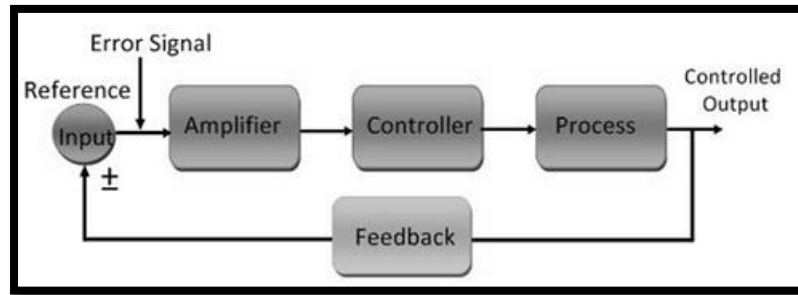 Error Signal
Reference
Input
±
Amplifier
Controller
Process
Controlled
Output
Feedback